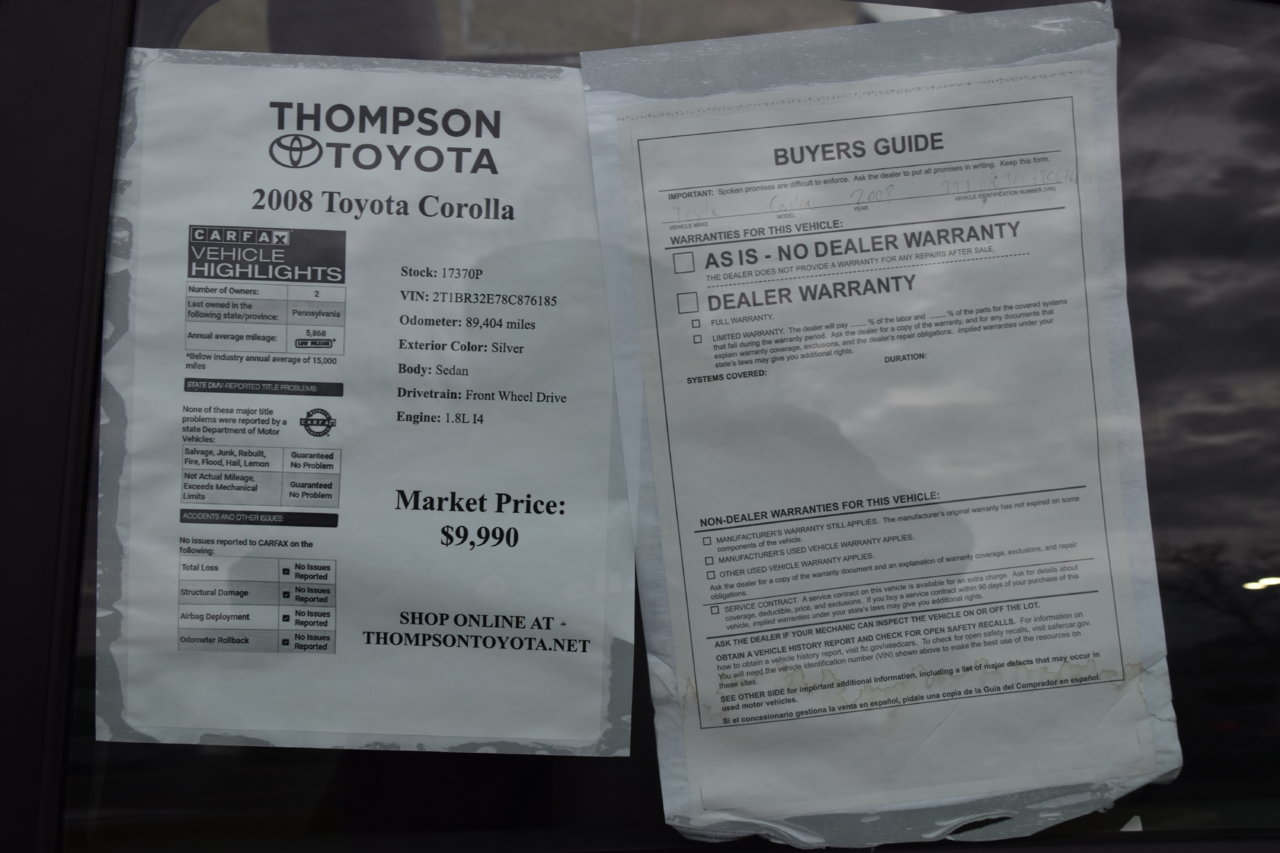 THOMPSON
TOYOTA
2008 Toyota Corolla
CARFAX
VEHICLE
HIGHLIGHTS
Number of Owners: 2
Last owned in the
following state/province: Pennsylvania
Annual average mileage: 5,868
LOW MILEAGE *
*Below industry annual average of 15,000
miles
STATE DMV-REPORTED TITLE PROBLEMS:
None of these major title
problems were reported by a
state Department of Motor
Vehicles:
CARFAX
Salvage, Junk, Rebuilt,
Fire, Flood, Hail, Lemon
Guaranteed
No Problem
Not Actual Mileage,
Exceeds Mechanical
Limits
Guaranteed
No Problem
ACCIDENTS AND OTHER ISSUES:
No issues reported to CARFAX on the
following:
Total Loss
No Issues
Reported
Structural Damage
No Issues
Reported
Airbag Deployment
No Issues
Reported
Odometer Rollback
No Issues
Reported
Stock: 17370P
VIN: 2T1BR32E78C876185
Odometer: 89,404 miles
Exterior Color: Silver
Body: Sedan
Drivetrain: Front Wheel Drive
Engine: 1.8L I4
Market Price:
$9,990
SHOP ONLINE AT -
THOMPSONTOYOTA.NET
BUYERS GUIDE
IMPORTANT: Spoken promises are difficult to enforce. Ask the dealer to put all promises in writing. Keep this form.
Toyota Corolla 2008
VEHICLE MAKE MODEL YEAR VEHICLE IDENTIFICATION NUMBER (VIN)
WARRANTIES FOR THIS VEHICLE:
AS IS - NO DEALER WARRANTY
THE DEALER DOES NOT PROVIDE A WARRANTY FOR ANY REPAIRS AFTER SALE.
DEALER WARRANTY
FULL WARRANTY.
LIMITED WARRANTY. The dealer will pay ____ % of the labor and ____ % of the parts for the covered systems
that fail during the warranty period. Ask the dealer for a copy of the warranty, and for any documents that
explain warranty coverage, exclusions, and the dealer's repair obligations. Implied warranties under your
state's laws may give you additional rights.
SYSTEMS COVERED: DURATION:
NON-DEALER WARRANTIES FOR THIS VEHICLE:
MANUFACTURER'S WARRANTY STILL APPLIES. The manufacturer's original warranty has not expired on some
components of the vehicle.
MANUFACTURER'S USED VEHICLE WARRANTY APPLIES.
OTHER USED VEHICLE WARRANTY APPLIES.
Ask the dealer for a copy of the warranty document and an explanation of warranty coverage, exclusions, and repair
obligations.
SERVICE CONTRACT. A service contract on this vehicle is available for an extra charge. Ask for details about
coverage, deductible, price, and exclusions. If you buy a service contract within 90 days of your purchase of this
vehicle, implied warranties under your state's laws may give you additional rights.
ASK THE DEALER IF YOUR MECHANIC CAN INSPECT THE VEHICLE ON OR OFF THE LOT.
OBTAIN A VEHICLE HISTORY REPORT AND CHECK FOR OPEN SAFETY RECALLS. For information on
how to obtain a vehicle history report, visit ftc.gov/usedcars. To check for open safety recalls, visit safercar.gov.
You will need the vehicle identification number (VIN) shown above to make the best use of the resources on
these sites.
SEE OTHER SIDE for important additional information, including a list of major defects that may occur in
used motor vehicles.
Si el concesionario gestiona la venta en español, pídale una copia de la Guía del Comprador en español.